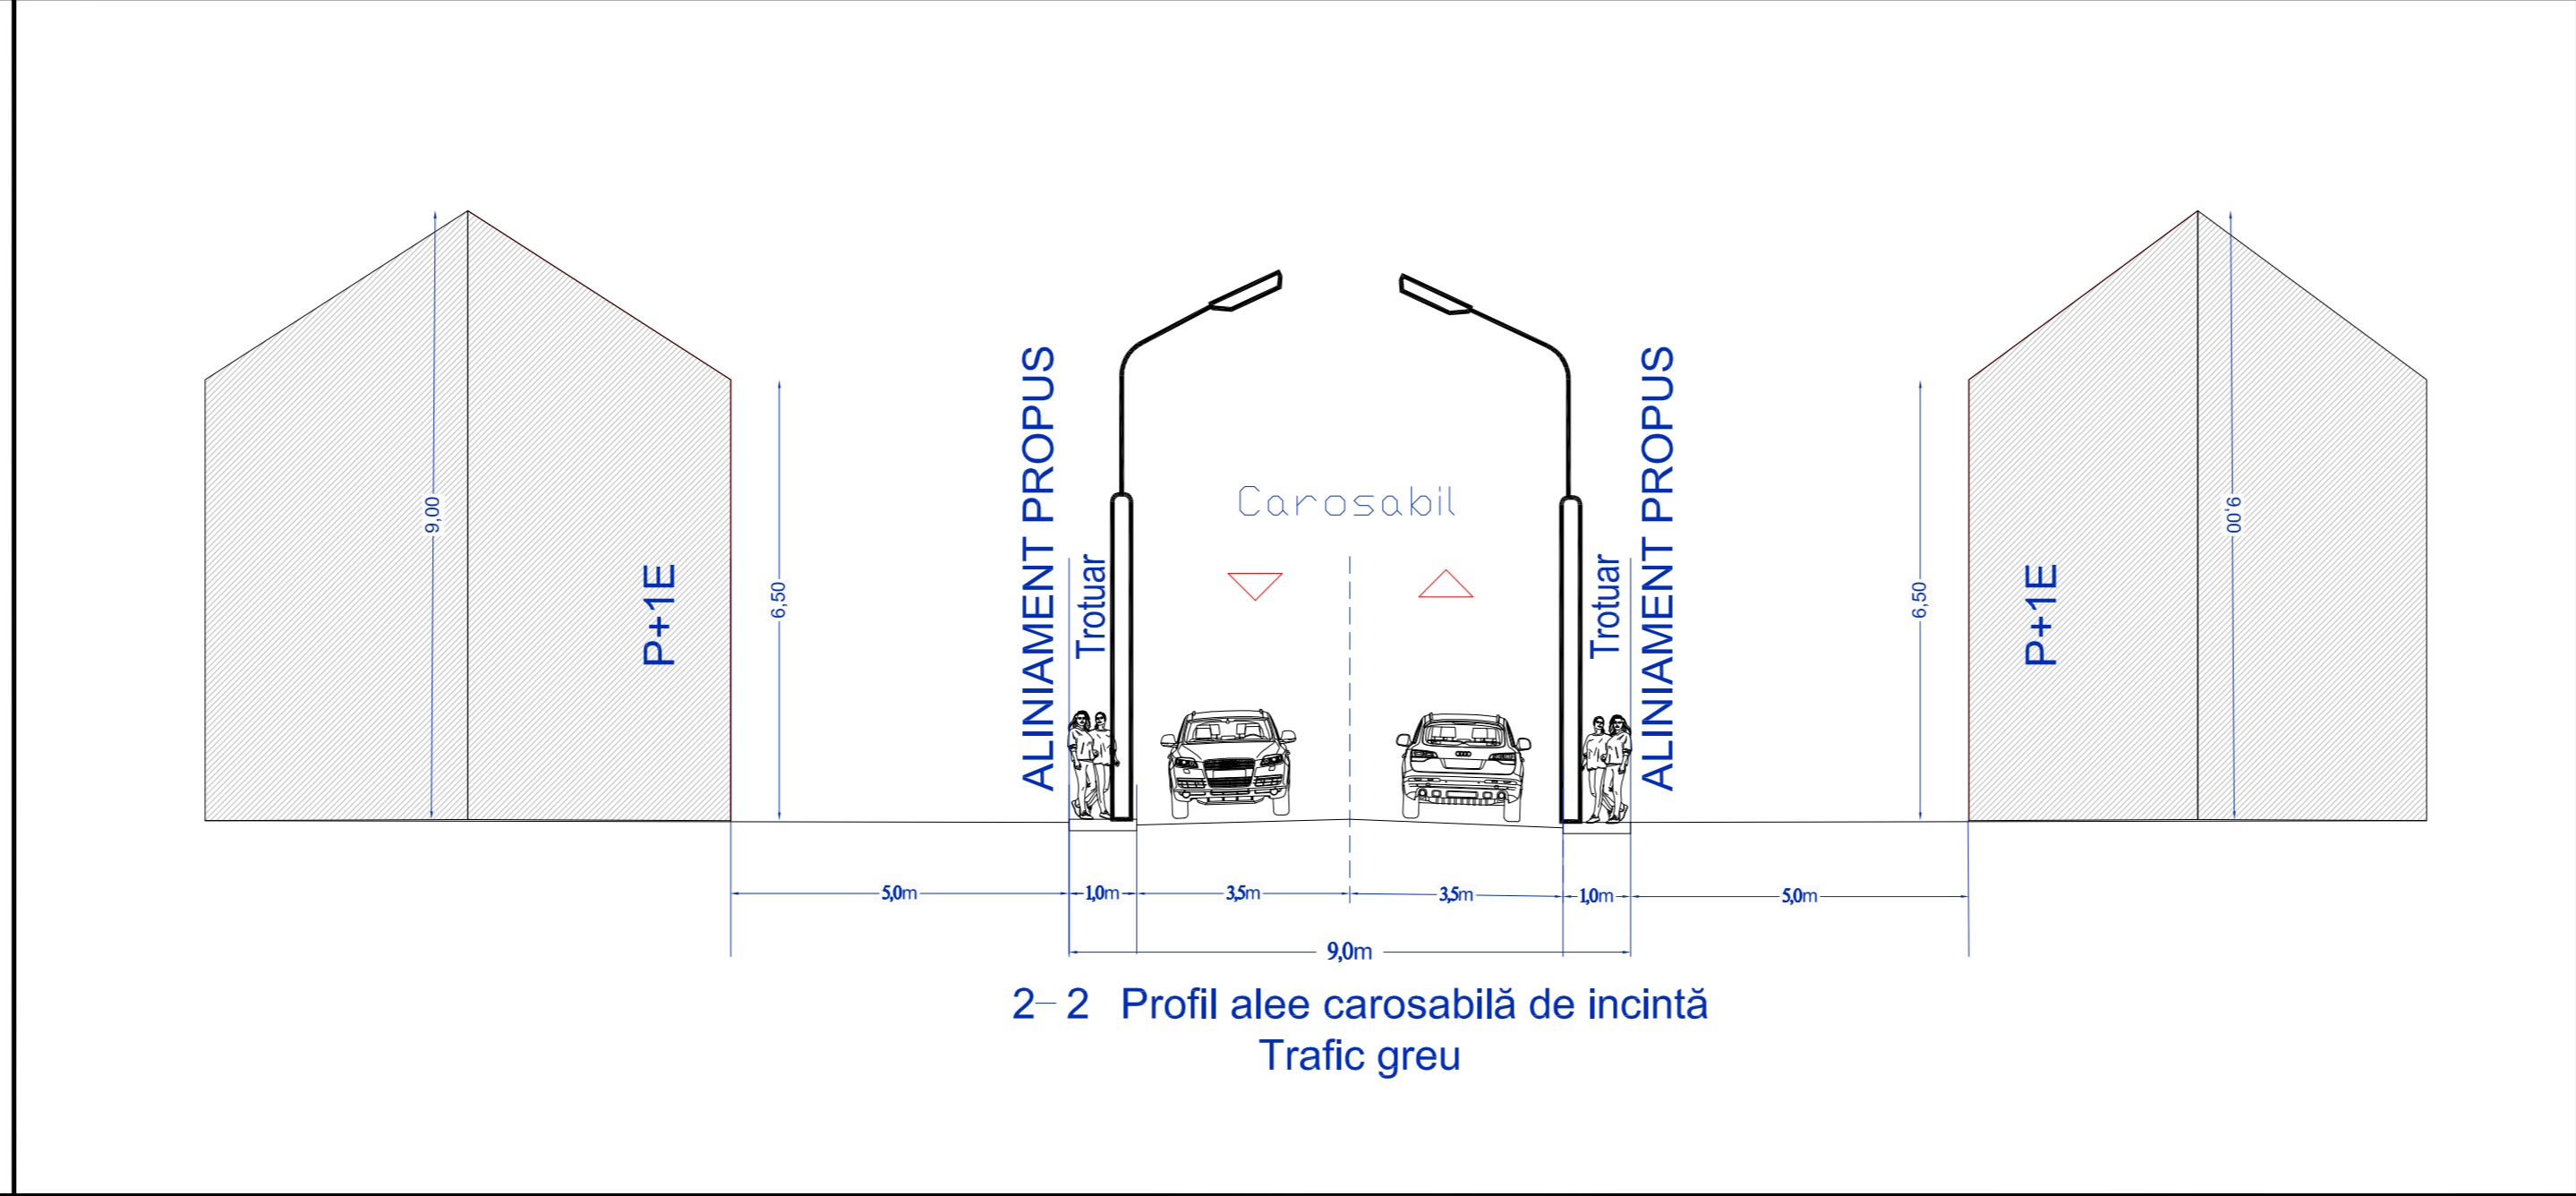 9,00
P+1E
6,50
ALINIAMENT PROPUS
Trotuar
Carosabil
Trotuar
ALINIAMENT PROPUS
6,50
P+1E
9,00
5,0m
1,0m
3,5m
3,5m
1,0m
5,0m
9,0m
2– 2 Profil alee carosabilă de incintă
Trafic greu